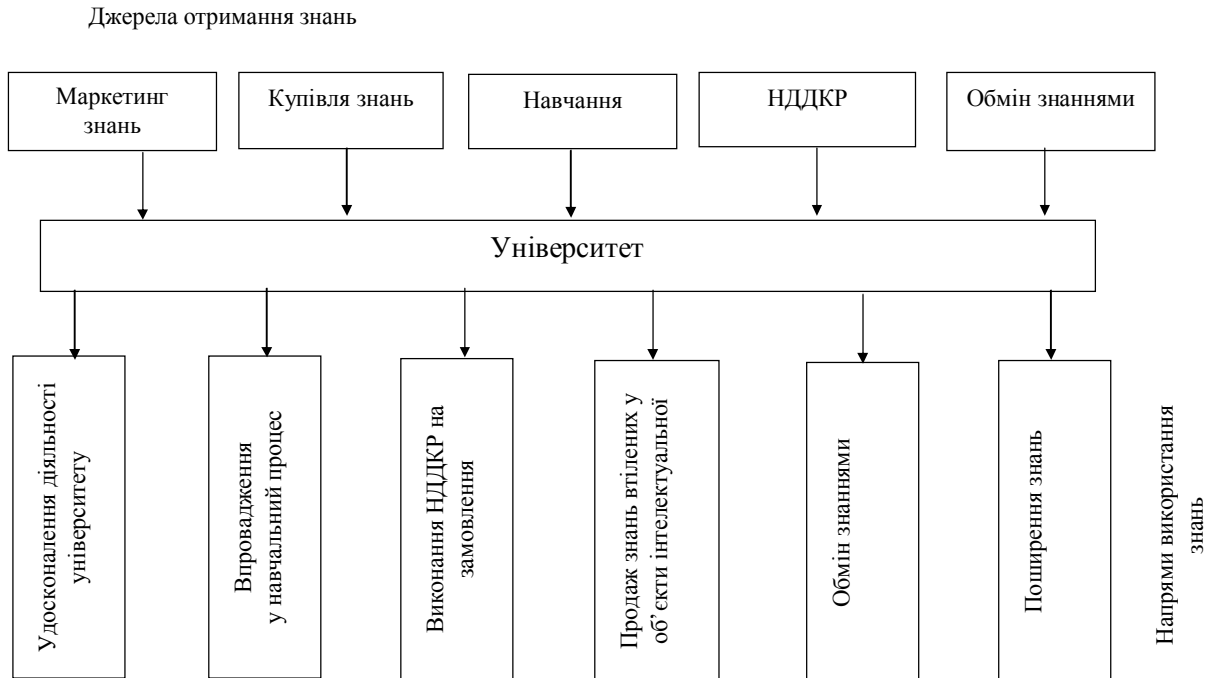 Джерела отримання знань
Маркетинг
знань
Купівля знань
Навчання
НДДКР
Обмін знаннями
Університет
Удосконалення діяльності
університету
Впровадження
у навчальний процес
Виконання НДДКР на
замовлення
Продаж знань втілених у
об’єкти інтелектуальної
Обмін знаннями
Поширення знань
Напрями використання
знань